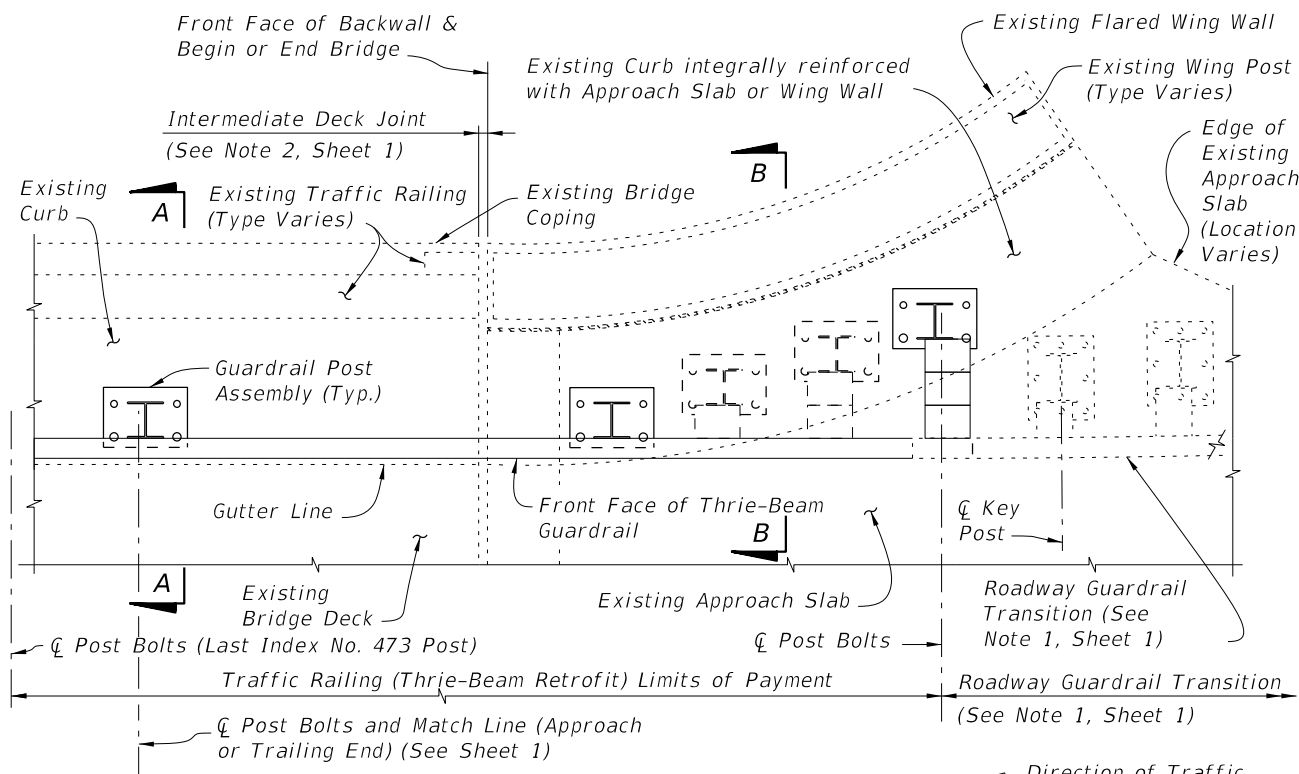 Front Face of Backwall &
Begin or End Bridge
Existing Flared Wing Wall
Existing Curb integrally reinforced
with Approach Slab or Wing Wall
Existing Wing Post
(Type Varies)
Intermediate Deck Joint
(See Note 2, Sheet 1)
Edge of
Existing
Approach
Slab
(Location
Varies)
Existing
Curb
A
Existing Traffic Railing
(Type Varies)
Existing Bridge
Coping
B
Guardrail Post
Assembly (Typ.)
Gutter Line
Front Face of Thrie-Beam
Guardrail
B
℄ Key
Post
A
Existing
Bridge Deck
Existing Approach Slab
Roadway Guardrail
Transition (See
Note 1, Sheet 1)
℄ Post Bolts (Last Index No. 473 Post)
℄ Post Bolts
Traffic Railing (Thrie-Beam Retrofit) Limits of Payment
Roadway Guardrail Transition
(See Note 1, Sheet 1)
℄ Post Bolts and Match Line (Approach
or Trailing End) (See Sheet 1)
Direction of Traffic